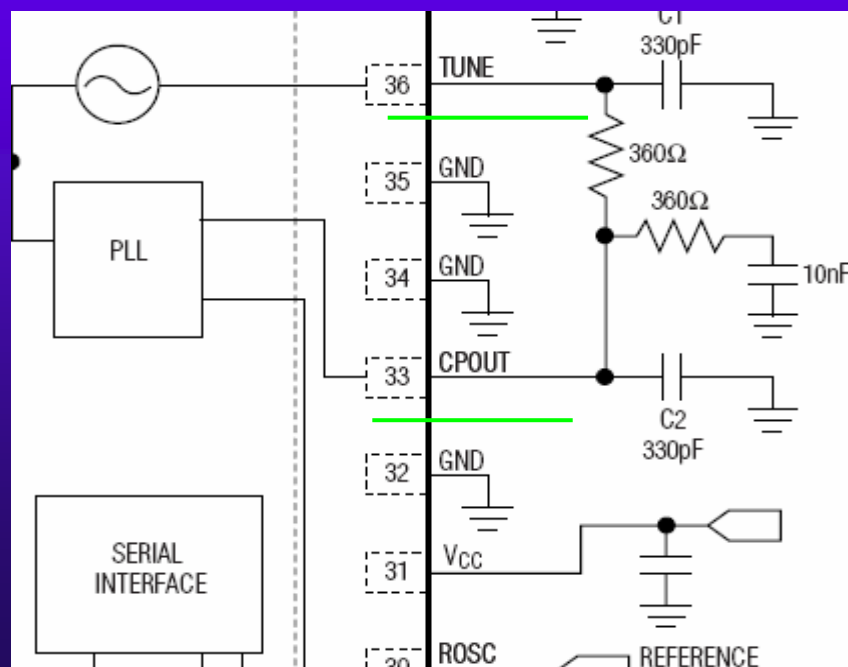 C1
330pF
36
TUNE
360Ω
35
GND
360Ω
PLL
34
GND
10nF
33
CPOUT
C2
330pF
32
GND
SERIAL
INTERFACE
31
VCC
30
ROSC
REFERENCE